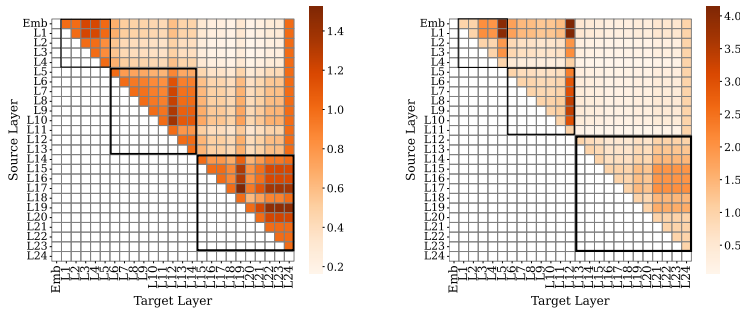 Source Layer
Emb
L1
L2
L3
L4
L5
L6
L7
L8
L9
L10
L11
L12
L13
L14
L15
L16
L17
L18
L19
L20
L21
L22
L23
L24
Emb
L1
L2
L3
L4
L5
L6
L7
L8
L9
L10
L11
L12
L13
L14
L15
L16
L17
L18
L19
L20
L21
L22
L23
L24
Target Layer
1.4
1.2
1.0
0.8
0.6
0.4
0.2
Source Layer
Emb
L1
L2
L3
L4
L5
L6
L7
L8
L9
L10
L11
L12
L13
L14
L15
L16
L17
L18
L19
L20
L21
L22
L23
L24
Emb
L1
L2
L3
L4
L5
L6
L7
L8
L9
L10
L11
L12
L13
L14
L15
L16
L17
L18
L19
L20
L21
L22
L23
L24
Target Layer
4.0
3.5
3.0
2.5
2.0
1.5
1.0
0.5